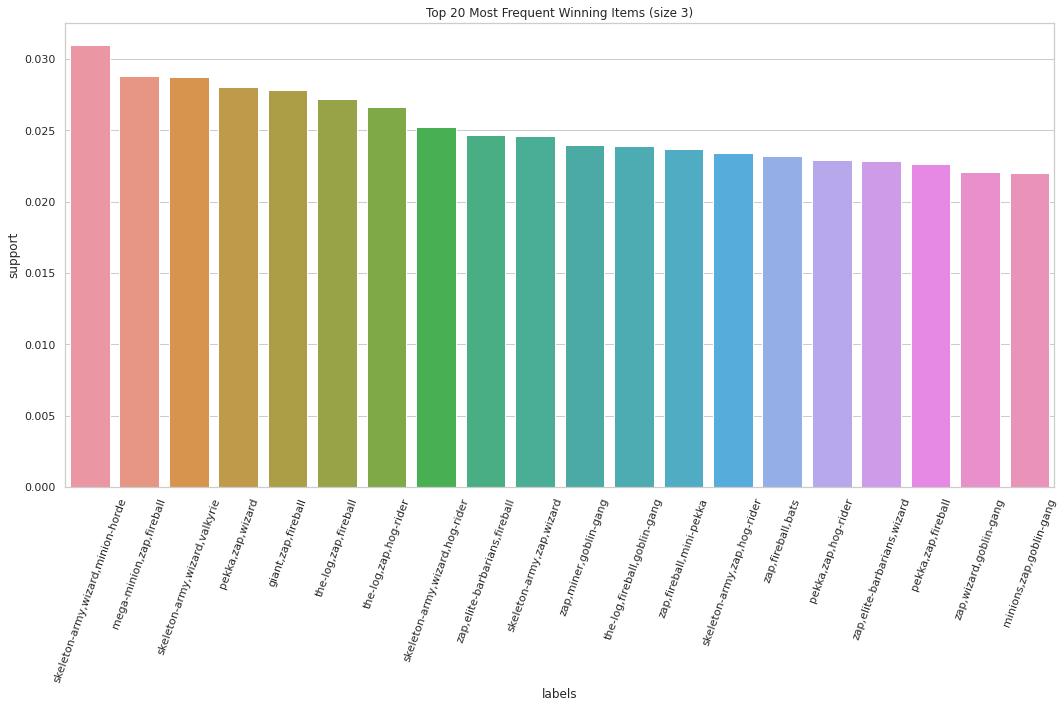 Top 20 Most Frequent Winning Items (size 3)
0.030
0.025
0.020
0.015
0.010
0.005
0.000
support
skeleton-army,wizard,minion-horde
mega-minion,zap,fireball
skeleton-army,wizard,valkyrie
pekka,zap,wizard
giant,zap,fireball
the-log,zap,fireball
the-log,zap,hog-rider
skeleton-army,wizard,hog-rider
zap,elite-barbarians,fireball
skeleton-army,zap,wizard
zap,miner,goblin-gang
the-log,fireball,goblin-gang
zap,fireball,mini-pekka
skeleton-army,zap,hog-rider
zap,fireball,bats
pekka,zap,hog-rider
zap,elite-barbarians,wizard
pekka,zap,fireball
zap,wizard,goblin-gang
minions,zap,goblin-gang
labels